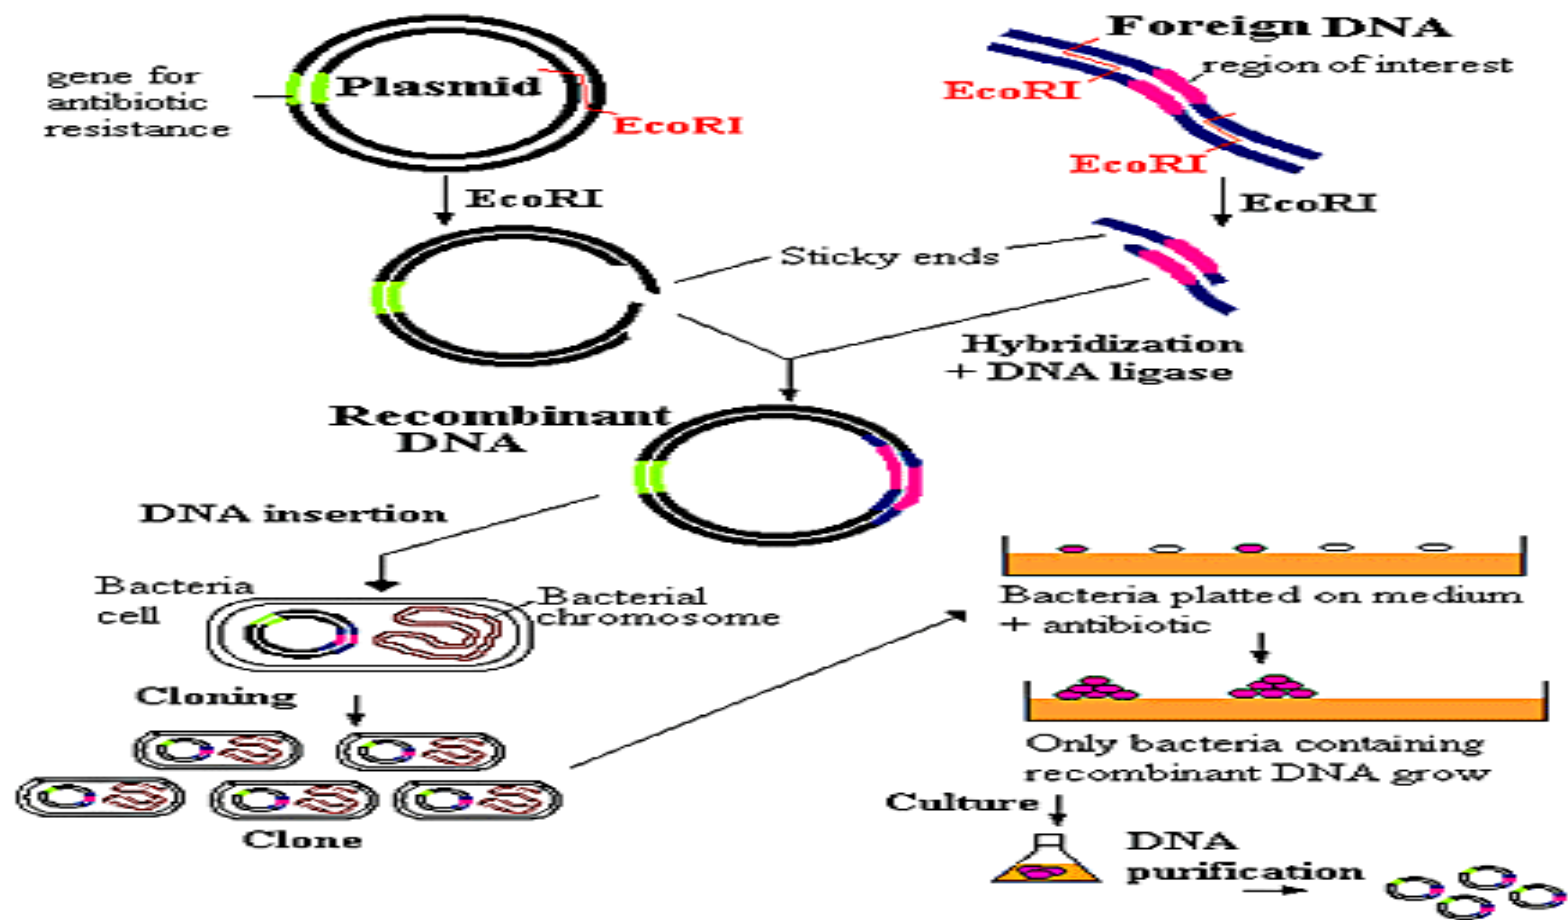 gene for
antibiotic
resistance
Plasmid
EcoRI
Foreign DNA
region of interest
EcoRI
EcoRI
EcoRI
EcoRI
Sticky ends
Hybridization
+ DNA ligase
Recombinant
DNA
DNA insertion
Bacteria
cell
Bacterial
chromosome
Cloning
Clone
Bacteria platted on medium
+ antibiotic
Only bacteria containing
recombinant DNA grow
Culture
DNA
purification